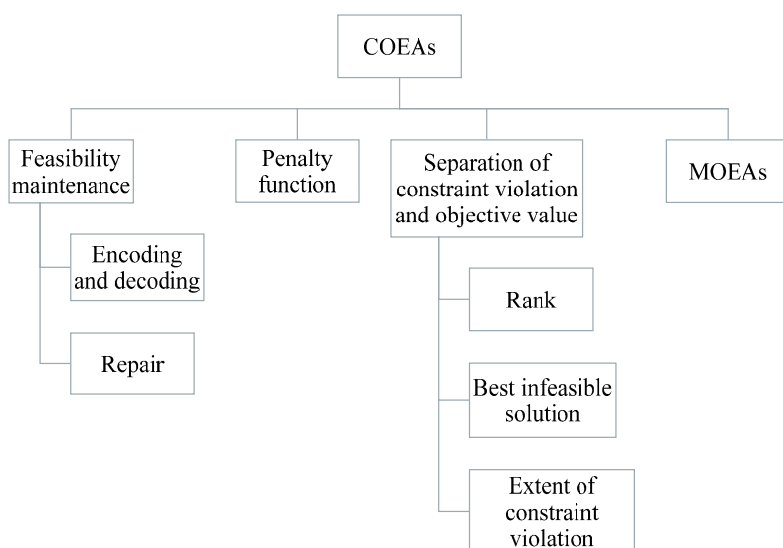 COEAs
Feasibility
maintenance
Penalty
function
Separation of
constraint violation
and objective value
MOEAs
Encoding
and decoding
Repair
Rank
Best infeasible
solution
Extent of
constraint
violation